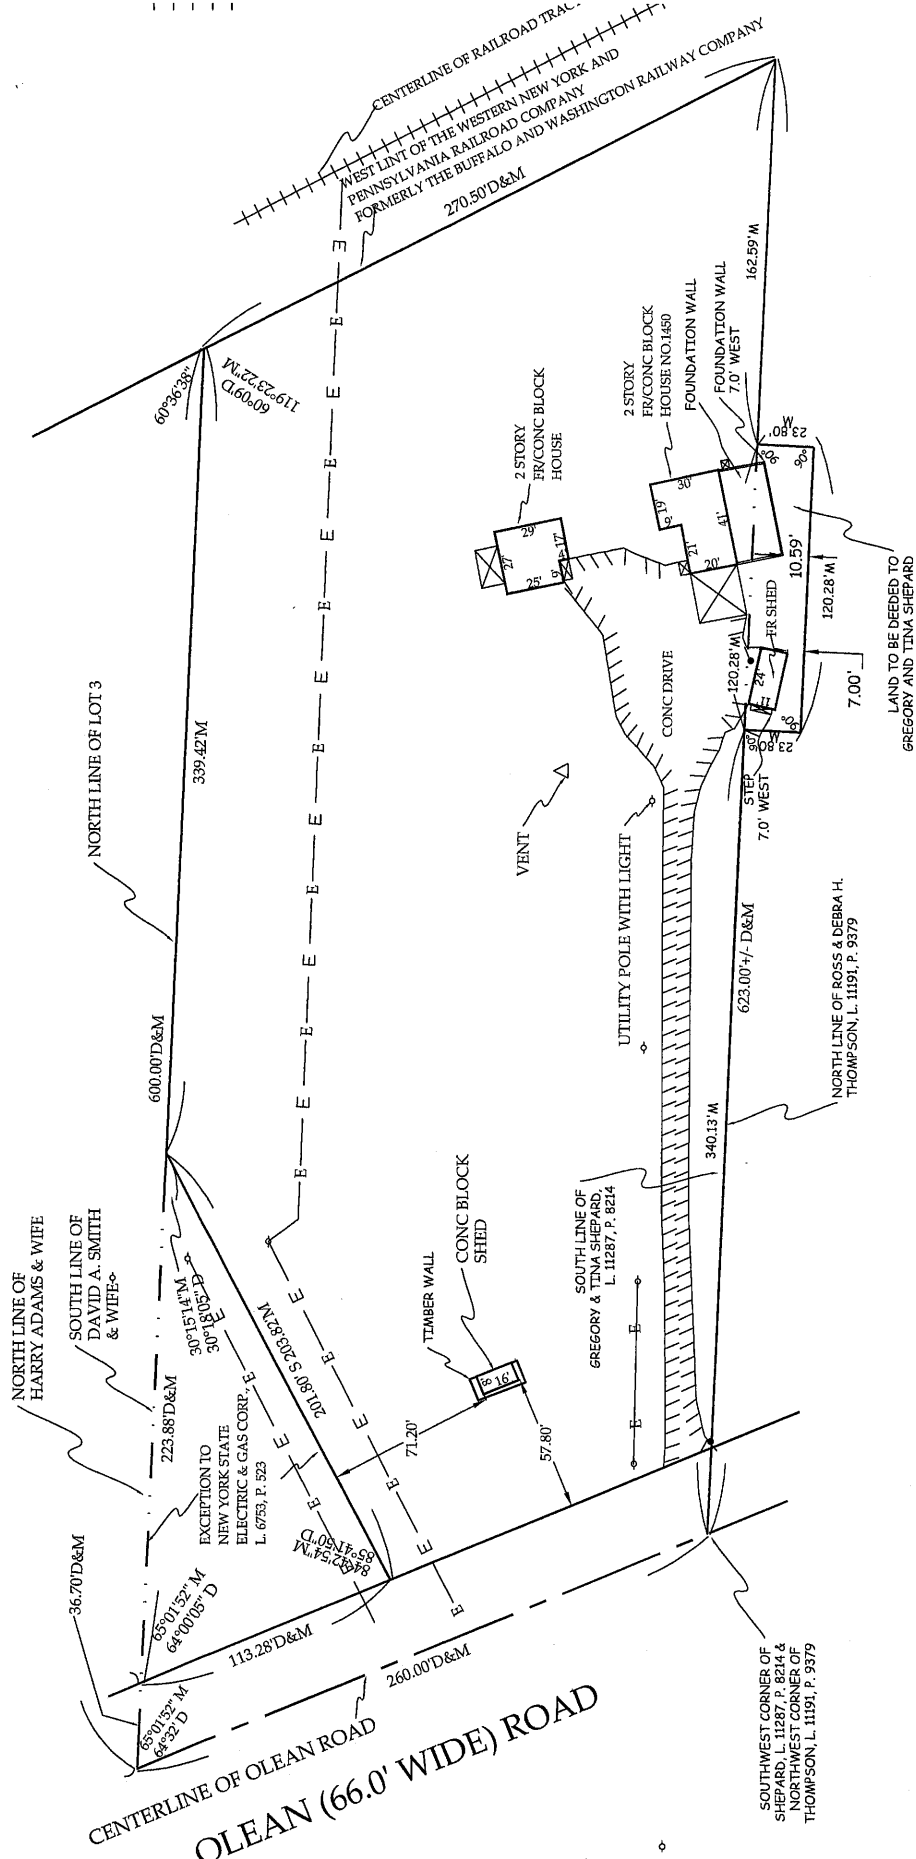 CENTERLINE OF RAILROAD TRAC
WEST LINT OF THE WESTERN NEW YORK AND
PENNSYLVANIA RAILROAD COMPANY
FORMERLY THE BUFFALO AND WASHINGTON RAILWAY COMPANY
270.50'D&M
162.59'M
60°36'38"
60°09'D
119°23'22"M
2 STORY
FR/CONC BLOCK
HOUSE
29'
27'
17'
25'
9'
4'
2 STORY
FR/CONC BLOCK
HOUSE NO.1450
30'
19'
9'
21'
41'
20'
FOUNDATION WALL
FOUNDATION WALL
7.0' WEST
23.80'
M
90°
90°
10.59'
120.28'M
LAND TO BE DEEDED TO
GREGORY AND TINA SHEPARD
7.00'
FR SHED
24'
120.28'M
23.80'
M
90°
90°
STEP
7.0' WEST
CONC DRIVE
VENT
UTILITY POLE WITH LIGHT
NORTH LINE OF LOT 3
339.42'M
600.00'D&M
623.00'+/- D&M
NORTH LINE OF ROSS & DEBRA H.
THOMPSON, L. 11191, P. 9379
340.13'M
SOUTH LINE OF
GREGORY & TINA SHEPARD,
L. 11287, P. 8214
CONC BLOCK
SHED
TIMBER WALL
8
16'
71.20'
57.80'
NORTH LINE OF
HARRY ADAMS & WIFE
SOUTH LINE OF
DAVID A. SMITH
& WIFE
30°15'14"M
30°18'05" D
201.80' S 203.82'M
223.88'D&M
EXCEPTION TO
NEW YORK STATE
ELECTRIC & GAS CORP.,
L. 6753, P. 523
84°42'54"M
85°41'50"D
36.70'D&M
65°01'52" M
64°00'05" D
65°01'52" M
64°32' D
113.28'D&M
260.00'D&M
CENTERLINE OF OLEAN ROAD
OLEAN (66.0' WIDE) ROAD
SOUTHWEST CORNER OF
SHEPARD, L. 11287, P. 8214 &
NORTHWEST CORNER OF
THOMPSON, L. 11191, P. 9379
E E E E E E E E E E E E E
E E E E
E E E E E E
E E